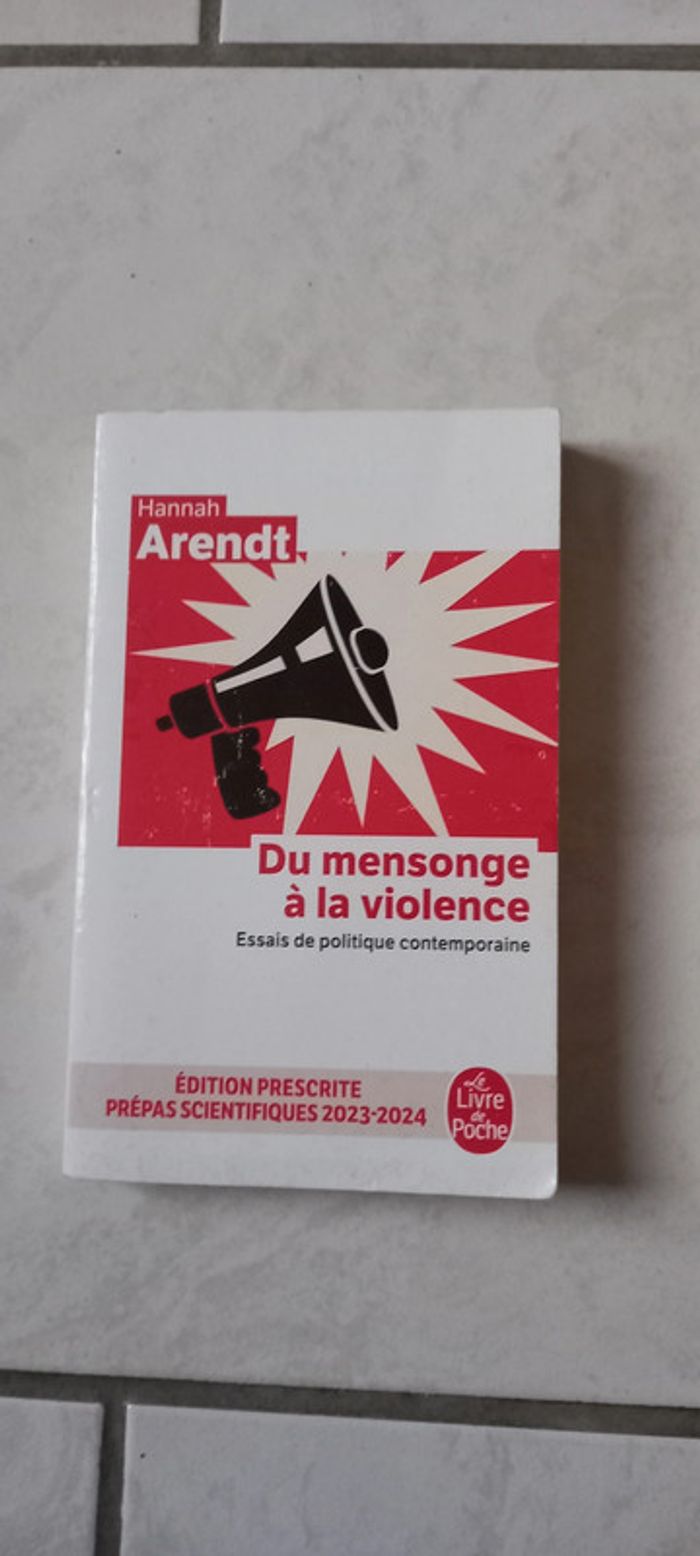 Hannah
Arendt
Du mensonge
à la violence
Essais de politique contemporaine
ÉDITION PRESCRITE
PRÉPAS SCIENTIFIQUES 2023-2024
Le
Livre
de
Poche